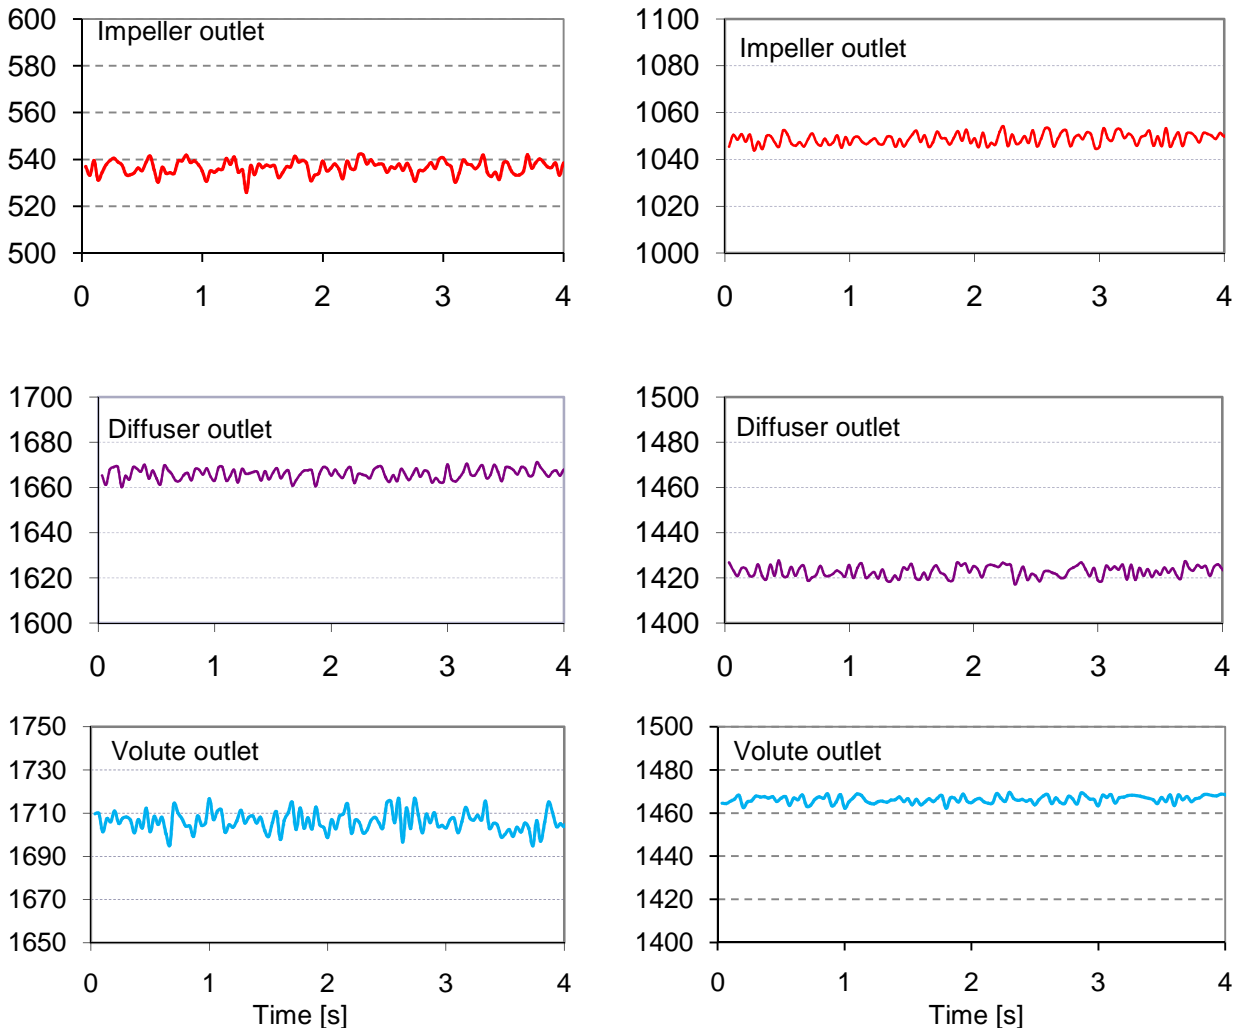 600
Impeller outlet
580
560
540
520
500
0 1 2 3 4
1100
Impeller outlet
1080
1060
1040
1020
1000
0 1 2 3 4
1700
Diffuser outlet
1680
1660
1640
1620
1600
0 1 2 3 4
1500
Diffuser outlet
1480
1460
1440
1420
1400
0 1 2 3 4
1750
Volute outlet
1730
1710
1690
1670
1650
0 1 2 3 4
Time [s]
1500
Volute outlet
1480
1460
1440
1420
1400
0 1 2 3 4
Time [s]